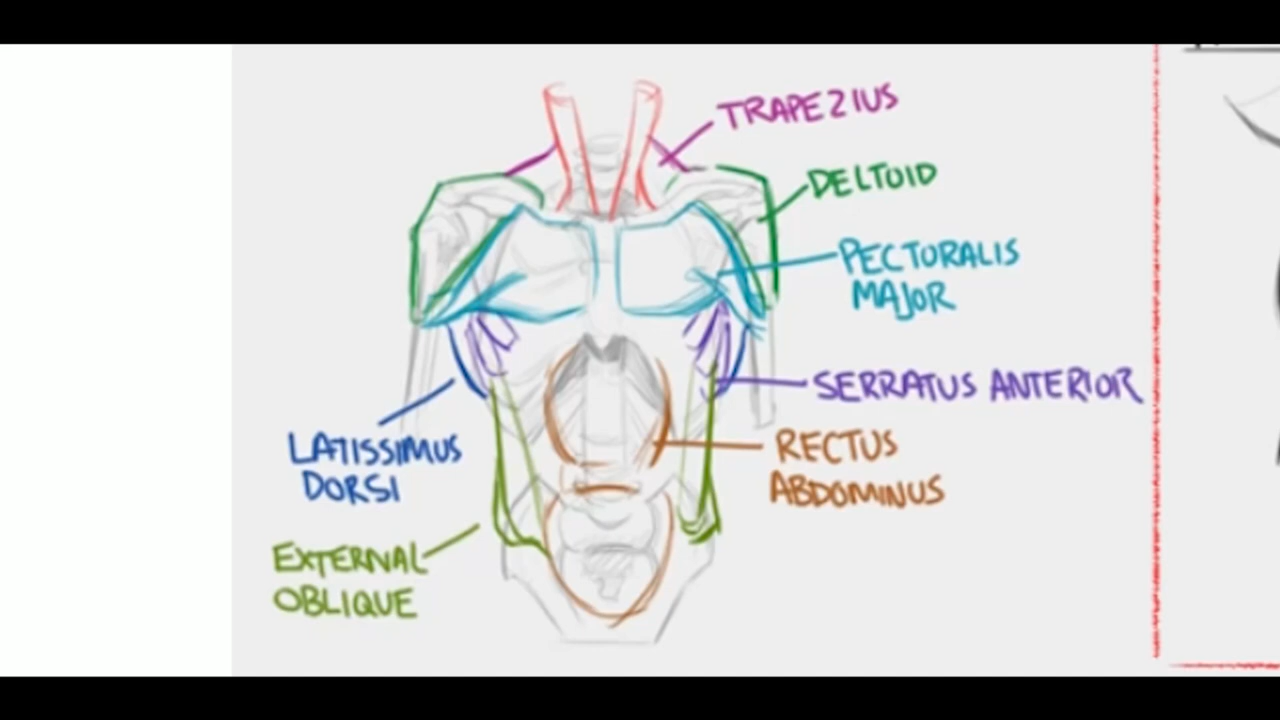 TRAPEZIUS
DELTOID
PECTORALIS
MAJOR
SERRATUS ANTERIOR
LATISSIMUS
DORSI
RECTUS
ABDOMINUS
EXTERNAL
OBLIQUE